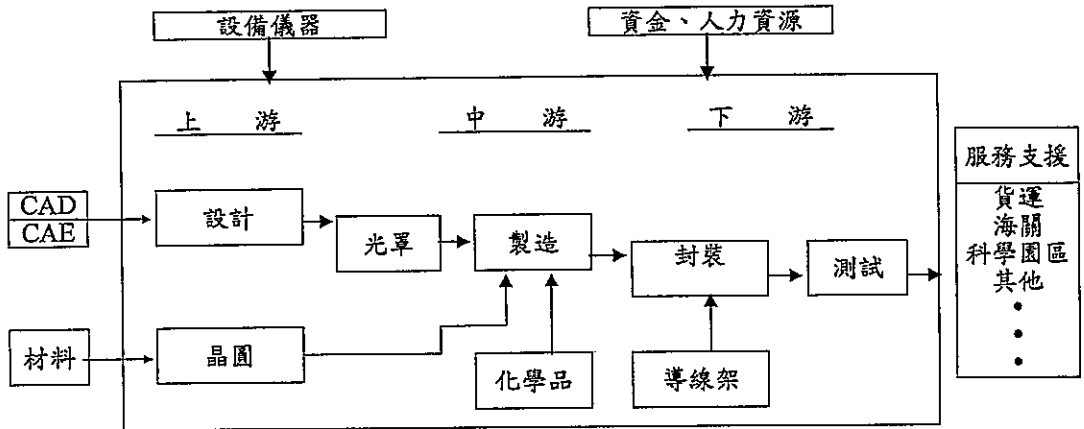 設備儀器
資金、人力資源
上 游
中 游
下 游
CAD
CAE
設計
光罩
製造
封裝
測試
材料
晶圓
化學品
導線架
服務支援
貨運
海關
科學園區
其他
•
•
•